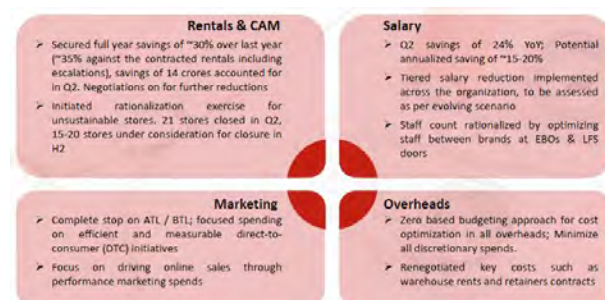 Rentals & CAM
➢ Secured full year savings of ~30% over last year
(~35% against the contracted rentals including
escalations), savings of 14 crores accounted for
in Q2. Negotiations on for further reductions
➢ Initiated rationalization exercise for
unsustainable stores. 21 stores closed in Q2,
15-20 stores under consideration for closure in
H2
Salary
➢ Q2 savings of 24% YoY; Potential
annualized saving of ~15-20%
➢ Tiered salary reduction implemented
across the organization, to be assessed
as per evolving scenario
➢ Staff count rationalized by optimizing
staff between brands at EBOs & LFS
doors
Marketing
➢ Complete stop on ATL / BTL; focused spending
on efficient and measurable direct-to-
consumer (DTC) initiatives
➢ Focus on driving online sales through
performance marketing spends
Overheads
➢ Zero based budgeting approach for cost
optimization in all overheads; Minimize
all discretionary spends.
➢ Renegotiated key costs such as
warehouse rents and retainers contracts